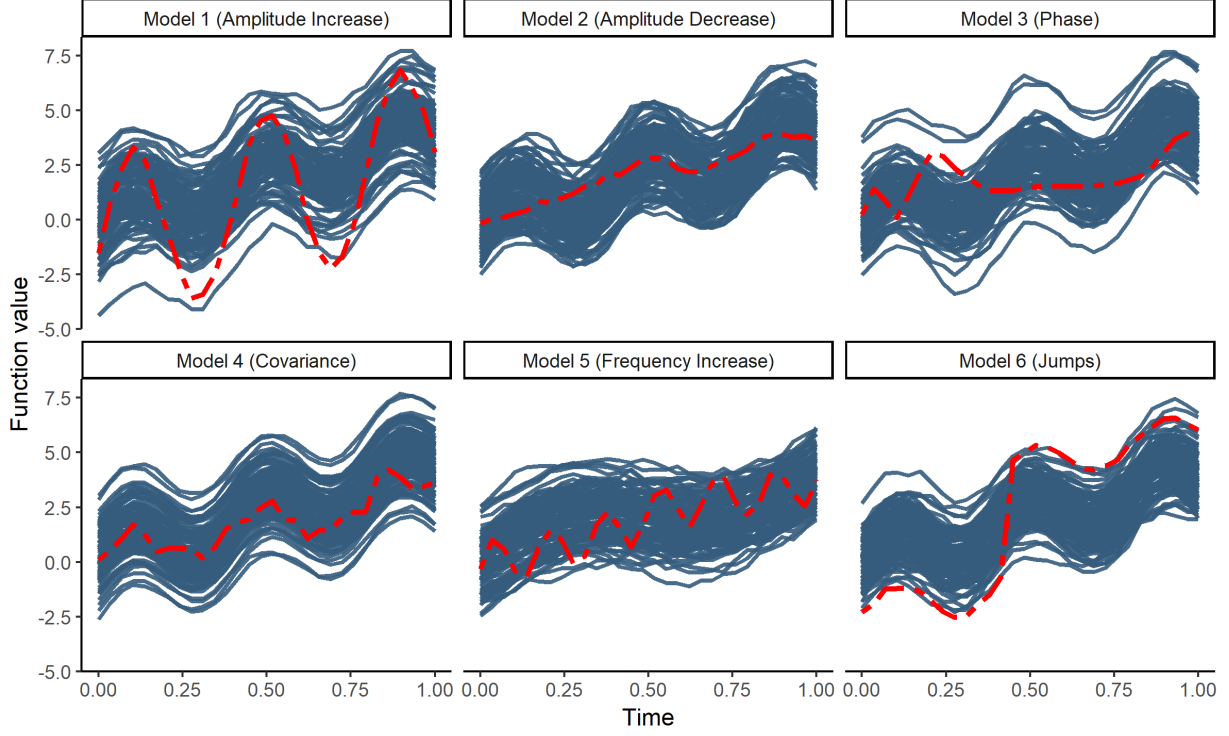 Model 1 (Amplitude Increase)
Model 2 (Amplitude Decrease)
Model 3 (Phase)
7.5
5.0
2.5
0.0
-2.5
-5.0
Model 4 (Covariance)
Model 5 (Frequency Increase)
Model 6 (Jumps)
7.5
5.0
2.5
0.0
-2.5
-5.0
Function value
0.00 0.25 0.50 0.75 1.00 0.00 0.25 0.50 0.75 1.00 0.00 0.25 0.50 0.75 1.00
Time